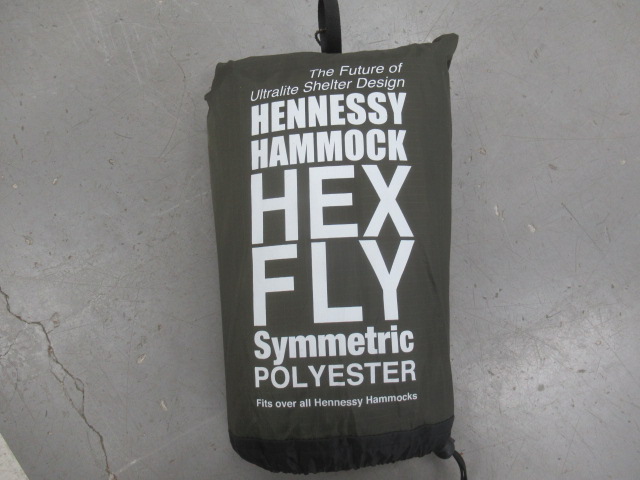 The Future of
Ultralite Shelter Design
HENNESSY
HAMMOCK
HEX
FLY
Symmetric
POLYESTER
Fits over all Hennessy Hammocks